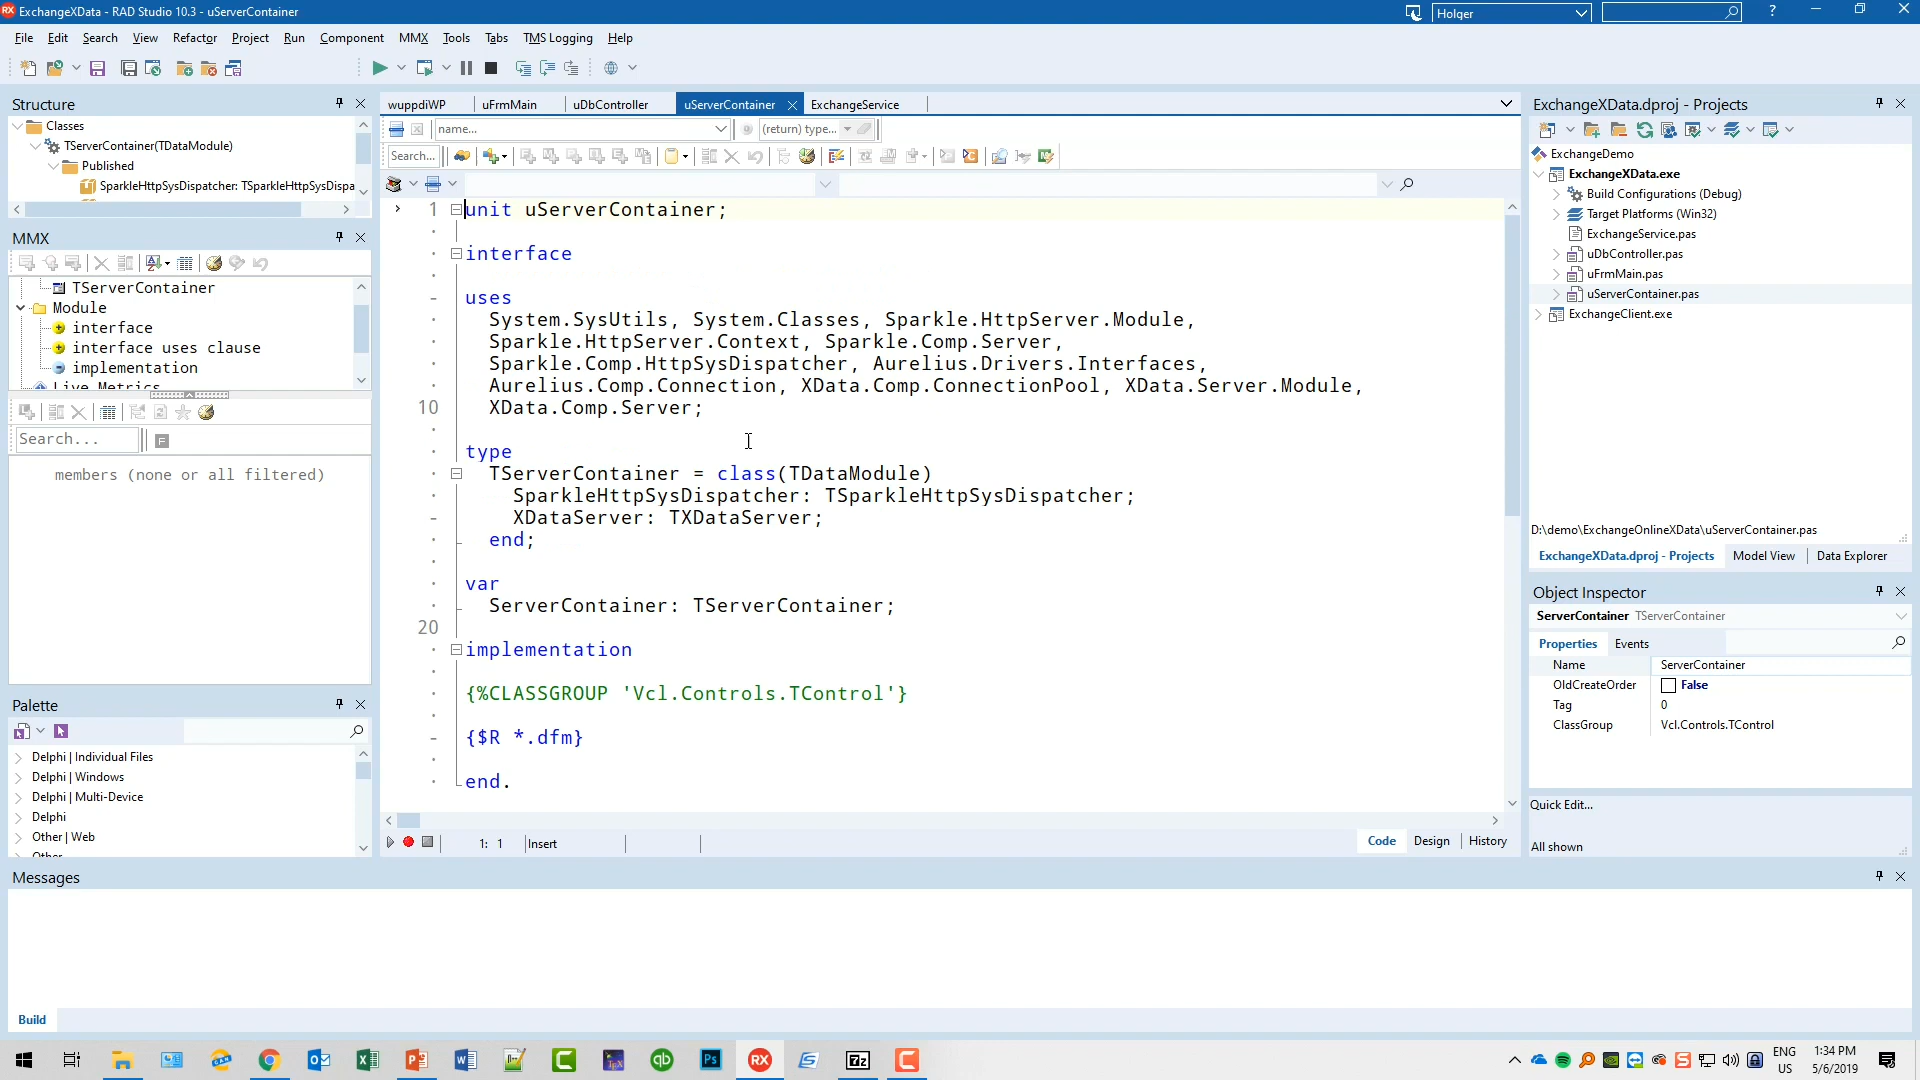 RX ExchangeXData - RAD Studio 10.3 - uServerContainer
Holger
?
File Edit Search View Refactor Project Run Component MMX Tools Tabs TMS Logging Help
Structure
Classes
TServerContainer(TDataModule)
Published
SparkleHttpSysDispatcher: TSparkleHttpSysDispa
MMX
TServerContainer
Module
interface
interface uses clause
implementation
Live Metrics
Search...
F
members (none or all filtered)
Palette
Delphi | Individual Files
Delphi | Windows
Delphi | Multi-Device
Delphi
Other | Web
Other
wuppdiWP uFrmMain uDbController uServerContainer ExchangeService
name... (return) type...
Search...
1 unit uServerContainer;
interface
uses
System.SysUtils, System.Classes, Sparkle.HttpServer.Module,
Sparkle.HttpServer.Context, Sparkle.Comp.Server,
Sparkle.Comp.HttpSysDispatcher, Aurelius.Drivers.Interfaces,
Aurelius.Comp.Connection, XData.Comp.ConnectionPool, XData.Server.Module,
10 XData.Comp.Server;
type
TServerContainer = class(TDataModule)
SparkleHttpSysDispatcher: TSparkleHttpSysDispatcher;
XDataServer: TXDataServer;
end;
var
ServerContainer: TServerContainer;
20
implementation
{%CLASSGROUP 'Vcl.Controls.TControl'}
{$R *.dfm}
end.
1: 1 Insert
Code Design History
ExchangeXData.dproj - Projects
ExchangeDemo
ExchangeXData.exe
Build Configurations (Debug)
Target Platforms (Win32)
ExchangeService.pas
uDbController.pas
uFrmMain.pas
uServerContainer.pas
ExchangeClient.exe
D:\demo\ExchangeOnlineXData\uServerContainer.pas
ExchangeXData.dproj - Projects Model View Data Explorer
Object Inspector
ServerContainer TServerContainer
Properties Events
Name ServerContainer
OldCreateOrder False
Tag 0
ClassGroup Vcl.Controls.TControl
Quick Edit...
All shown
Messages
Build
ENG
US
1:34 PM
5/6/2019